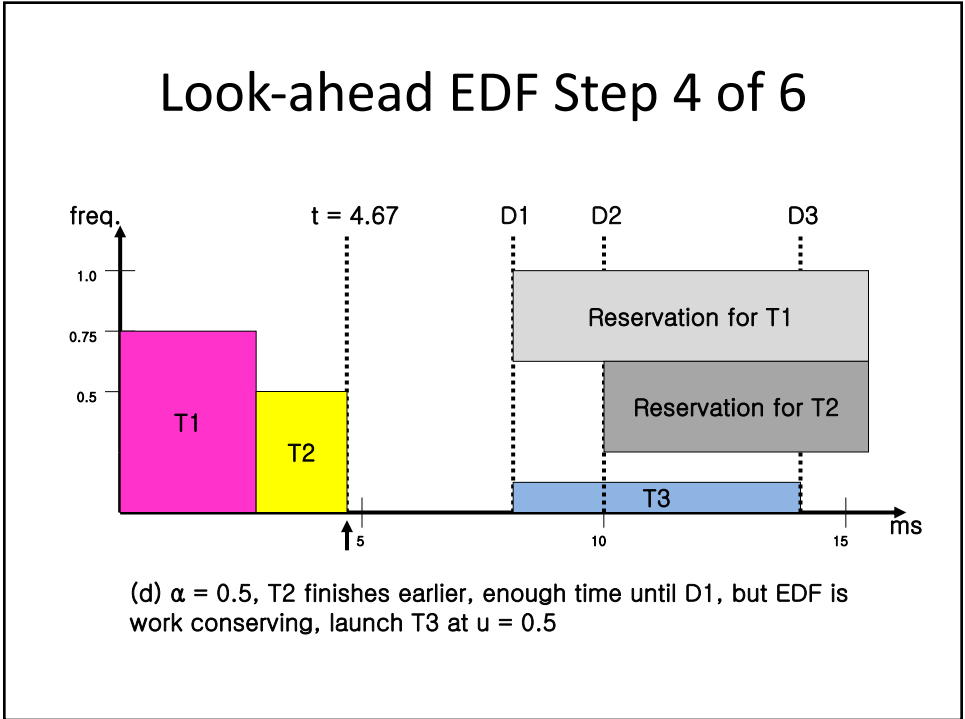 Look-ahead EDF Step 4 of 6
freq.
t = 4.67
D1
D2
D3
1.0
Reservation for T1
0.75
0.5
Reservation for T2
T1
T2
T3
ms
5
10
15
(d) α = 0.5, T2 finishes earlier, enough time until D1, but EDF is
work conserving, launch T3 at u = 0.5